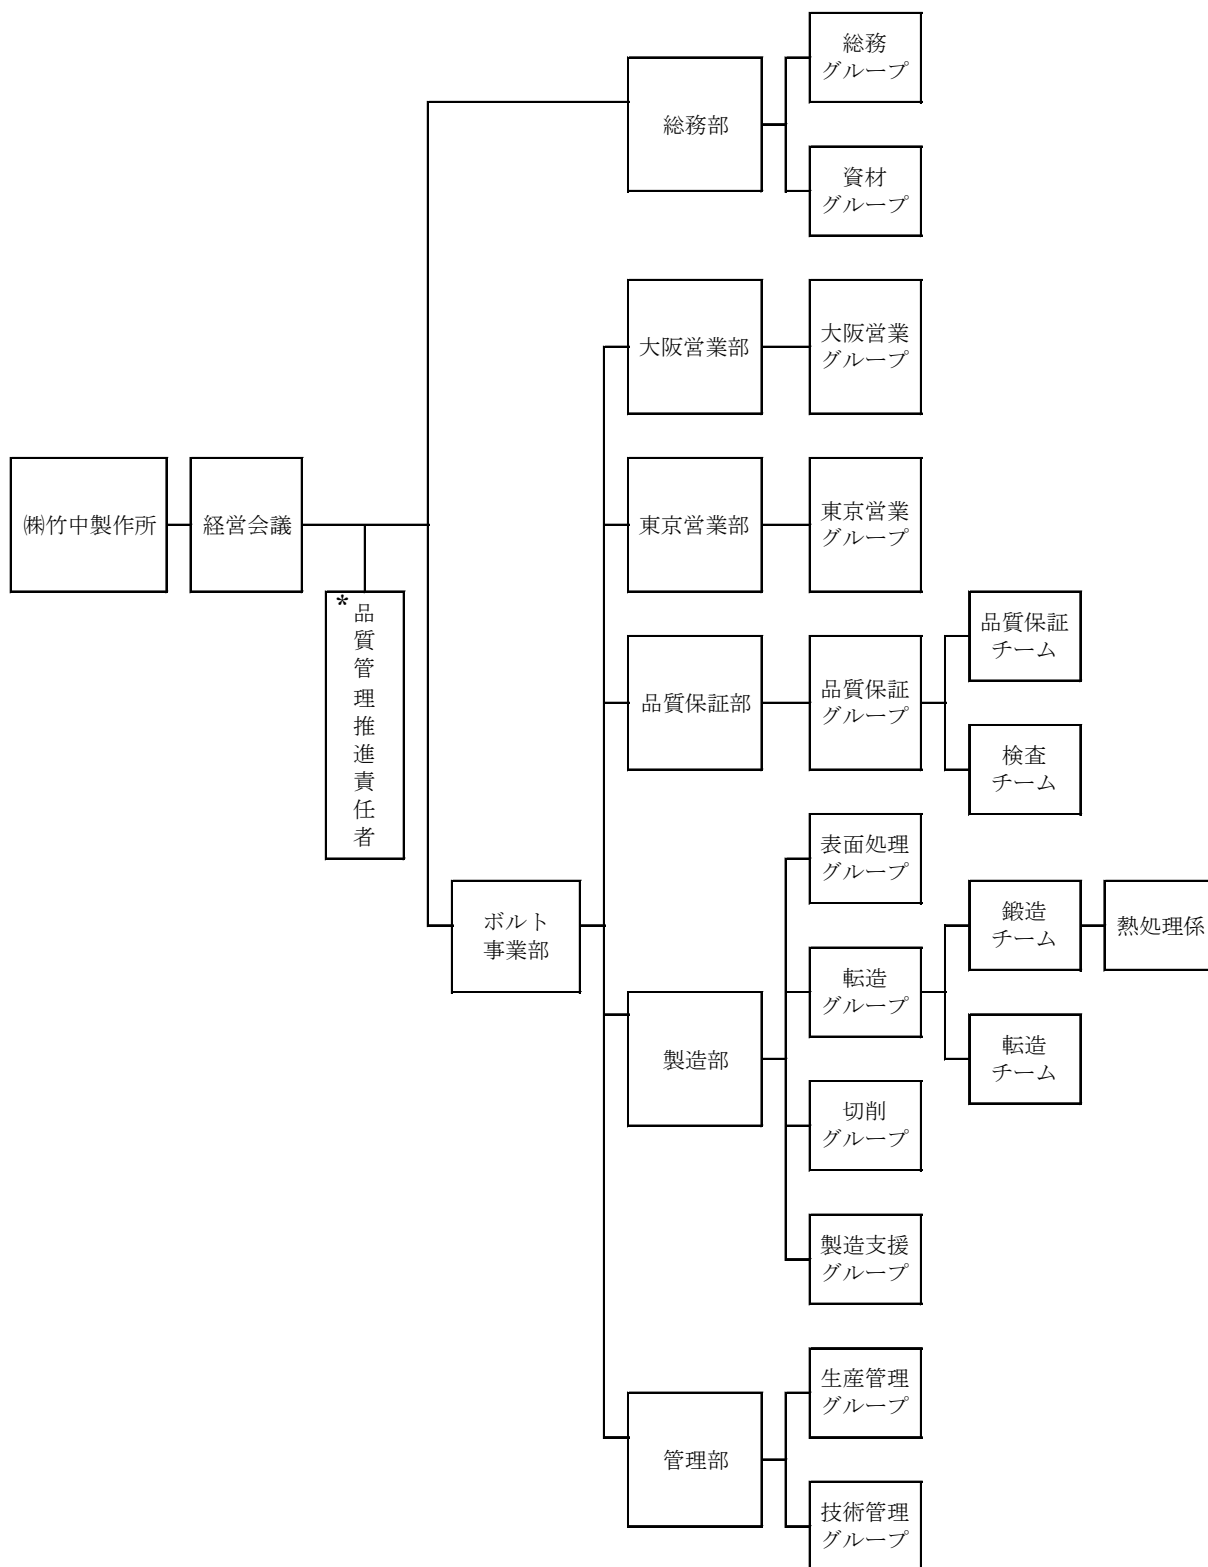 総務
グループ
総務部
資材
グループ
大阪営業部
大阪営業
グループ
㈱竹中製作所
経営会議
東京営業部
東京営業
グループ
*品質管理推進責任者
品質保証部
品質保証
グループ
品質保証
チーム
検査
チーム
ボルト
事業部
表面処理
グループ
製造部
転造
グループ
鍛造
チーム
熱処理係
転造
チーム
切削
グループ
製造支援
グループ
管理部
生産管理
グループ
技術管理
グループ